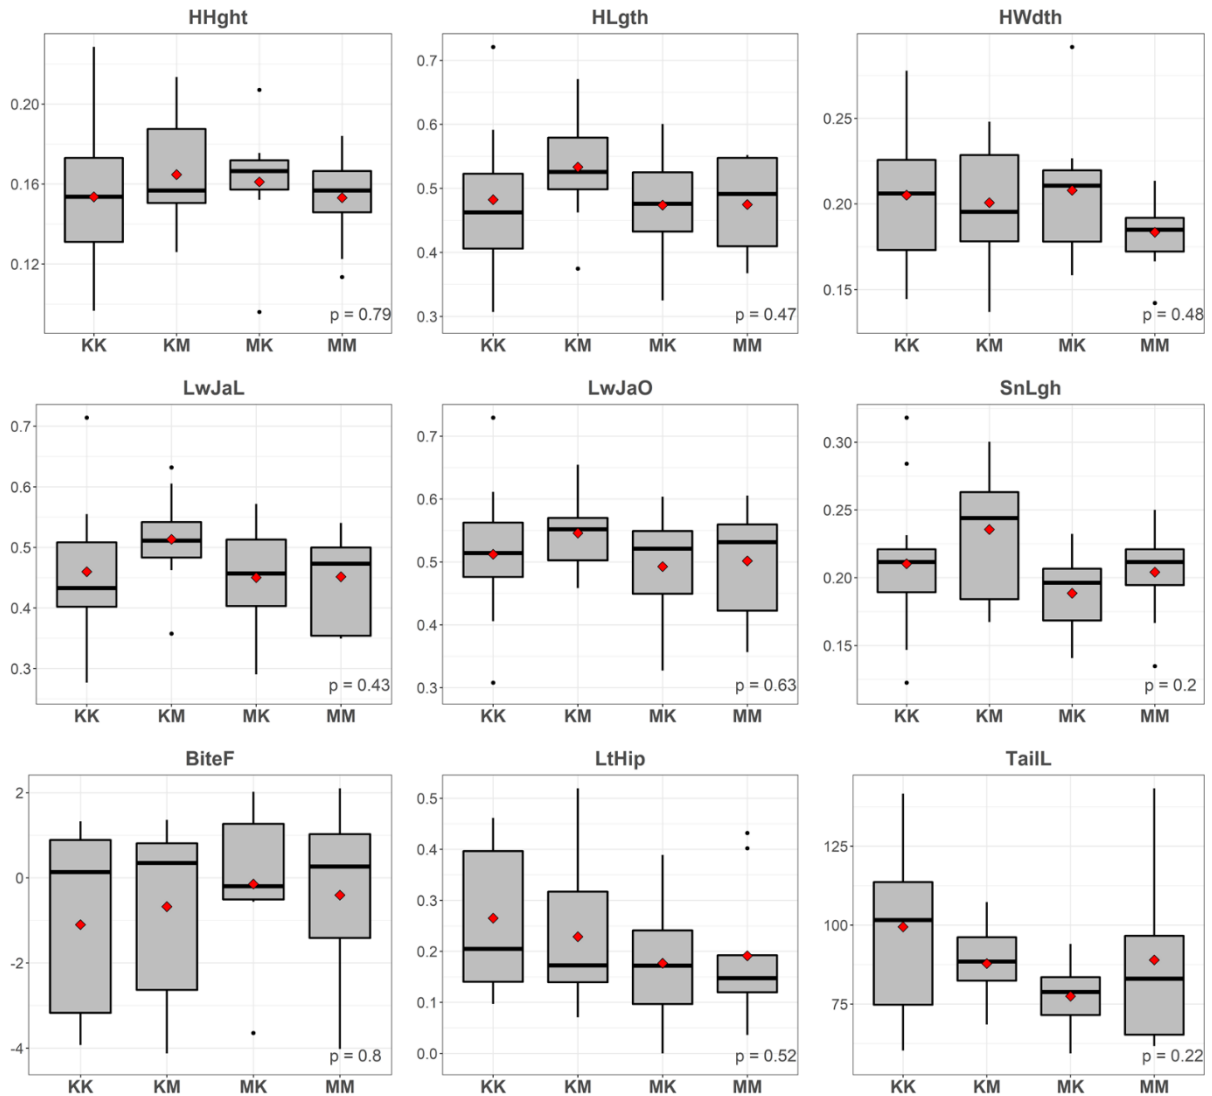 HHght
HLgth
HWdth
0.20
0.16
0.12
p = 0.79
KK KM MK MM
0.7
0.6
0.5
0.4
0.3
p = 0.47
KK KM MK MM
0.25
0.20
0.15
p = 0.48
KK KM MK MM
LwJaL
LwJaO
SnLgh
0.7
0.6
0.5
0.4
0.3
p = 0.43
KK KM MK MM
0.7
0.6
0.5
0.4
0.3
p = 0.63
KK KM MK MM
0.30
0.25
0.20
0.15
p = 0.2
KK KM MK MM
BiteF
LtHip
TailL
2
0
-2
-4
p = 0.8
KK KM MK MM
0.5
0.4
0.3
0.2
0.1
0.0
p = 0.52
KK KM MK MM
125
100
75
p = 0.22
KK KM MK MM